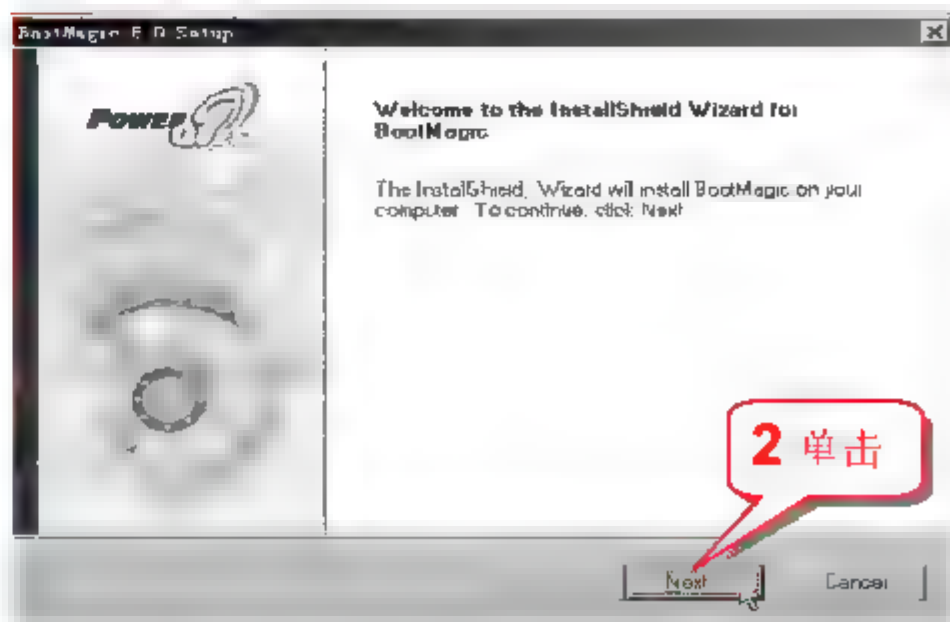 BootMagic 8.0 Setup
Power
Welcome to the InstallShield Wizard for
BootMagic
The InstallShield, Wizard will install BootMagic on your
computer. To continue, click Next
2 单击
Next
Cancel